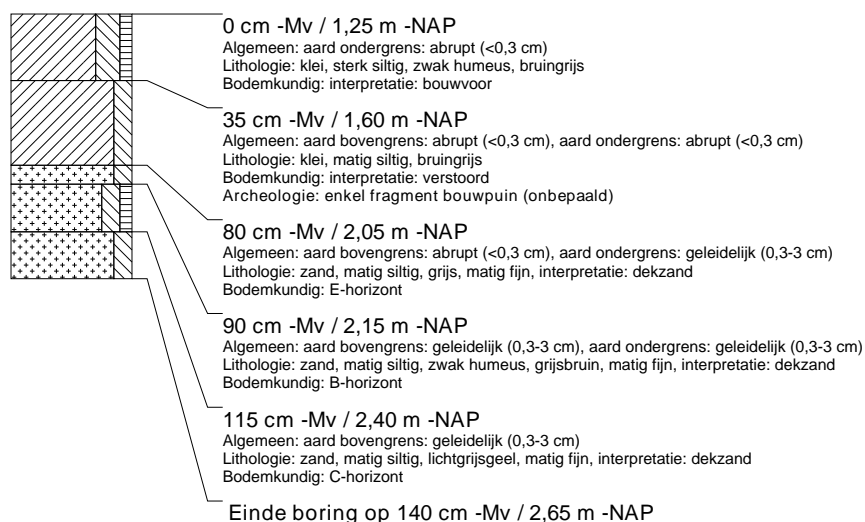 0 cm -Mv / 1,25 m -NAP
Algemeen: aard ondergrens: abrupt (<0,3 cm)
Lithologie: klei, sterk siltig, zwak humeus, bruingrijs
Bodemkundig: interpretatie: bouwvoor
35 cm -Mv / 1,60 m -NAP
Algemeen: aard bovengrens: abrupt (<0,3 cm), aard ondergrens: abrupt (<0,3 cm)
Lithologie: klei, matig siltig, bruingrijs
Bodemkundig: interpretatie: verstoord
Archeologie: enkel fragment bouwpuin (onbepaald)
80 cm -Mv / 2,05 m -NAP
Algemeen: aard bovengrens: abrupt (<0,3 cm), aard ondergrens: geleidelijk (0,3-3 cm)
Lithologie: zand, matig siltig, grijs, matig fijn, interpretatie: dekzand
Bodemkundig: E-horizont
90 cm -Mv / 2,15 m -NAP
Algemeen: aard bovengrens: geleidelijk (0,3-3 cm), aard ondergrens: geleidelijk (0,3-3 cm)
Lithologie: zand, matig siltig, zwak humeus, grijsbruin, matig fijn, interpretatie: dekzand
Bodemkundig: B-horizont
115 cm -Mv / 2,40 m -NAP
Algemeen: aard bovengrens: geleidelijk (0,3-3 cm)
Lithologie: zand, matig siltig, lichtgrijsgeel, matig fijn, interpretatie: dekzand
Bodemkundig: C-horizont
Einde boring op 140 cm -Mv / 2,65 m -NAP